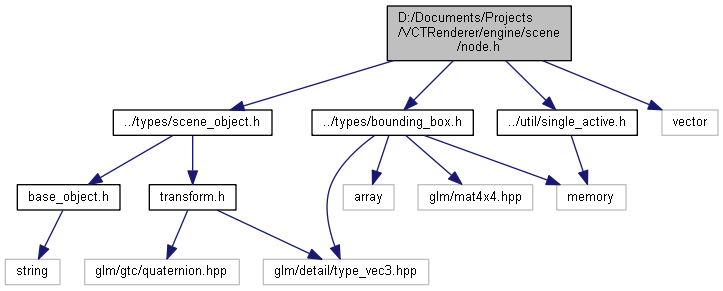 D:/Documents/Projects
/VCTRenderer/engine/scene
/node.h
../types/scene_object.h
../types/bounding_box.h
../util/single_active.h
vector
base_object.h
transform.h
array
glm/mat4x4.hpp
memory
string
glm/gtc/quaternion.hpp
glm/detail/type_vec3.hpp